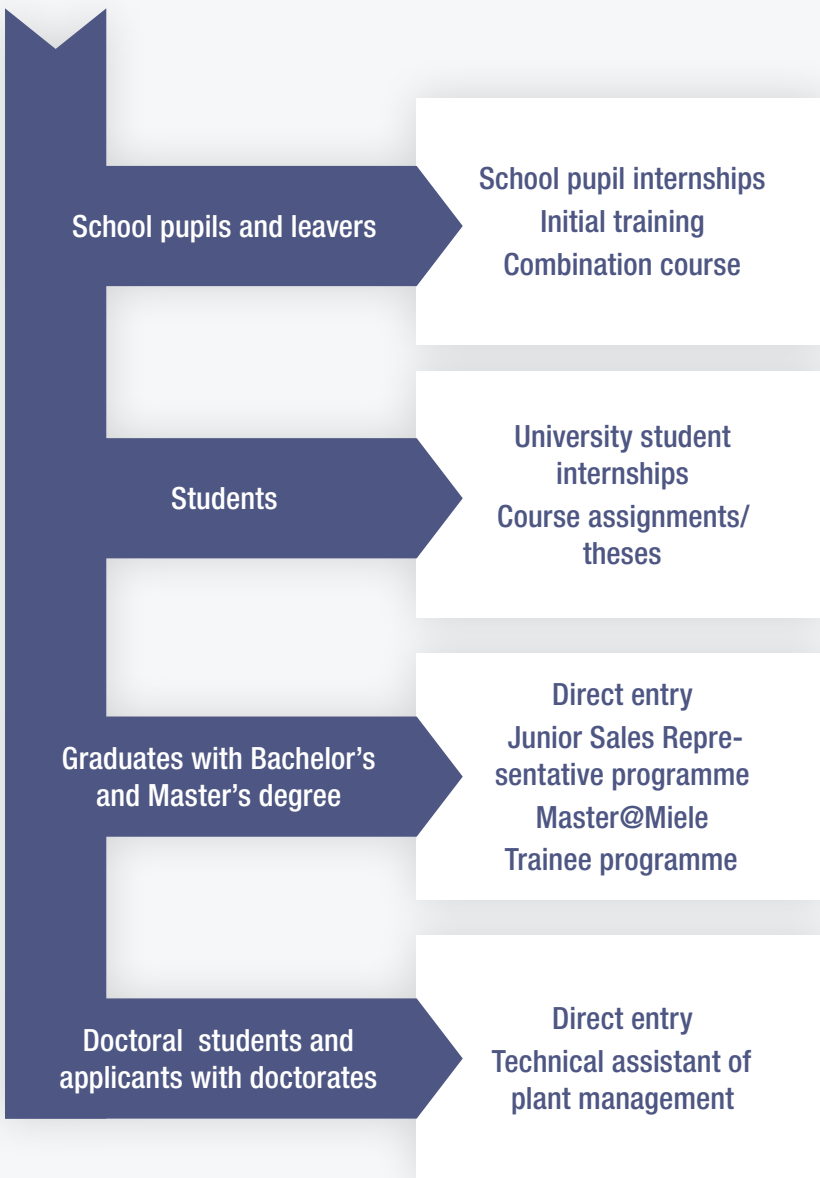 School pupils and leavers
School pupil internships
Initial training
Combination course
Students
University student
internships
Course assignments/
theses
Graduates with Bachelor’s
and Master’s degree
Direct entry
Junior Sales Repre-
sentative programme
Master@Miele
Trainee programme
Doctoral  students and
applicants with doctorates
Direct entry
Technical assistant of
plant management